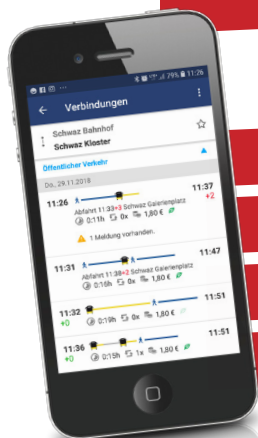 79% 11:26
Verbindungen
Schwaz Bahnhof
Schwaz Kloster
Öffentlicher Verkehr
Do., 29.11.2018
11:26 11:37
Abfahrt 11:33+3 Schwaz Galerienplatz +2
0:11h 0x 1,80 €
1 Meldung vorhanden.
11:31 11:47
Abfahrt 11:38+2 Schwaz Galerienplatz
0:16h 0x 1,80 €
11:32 11:51
+0 0:19h 0x 1,80 €
11:36 11:51
+0 0:15h 1x 1,80 €